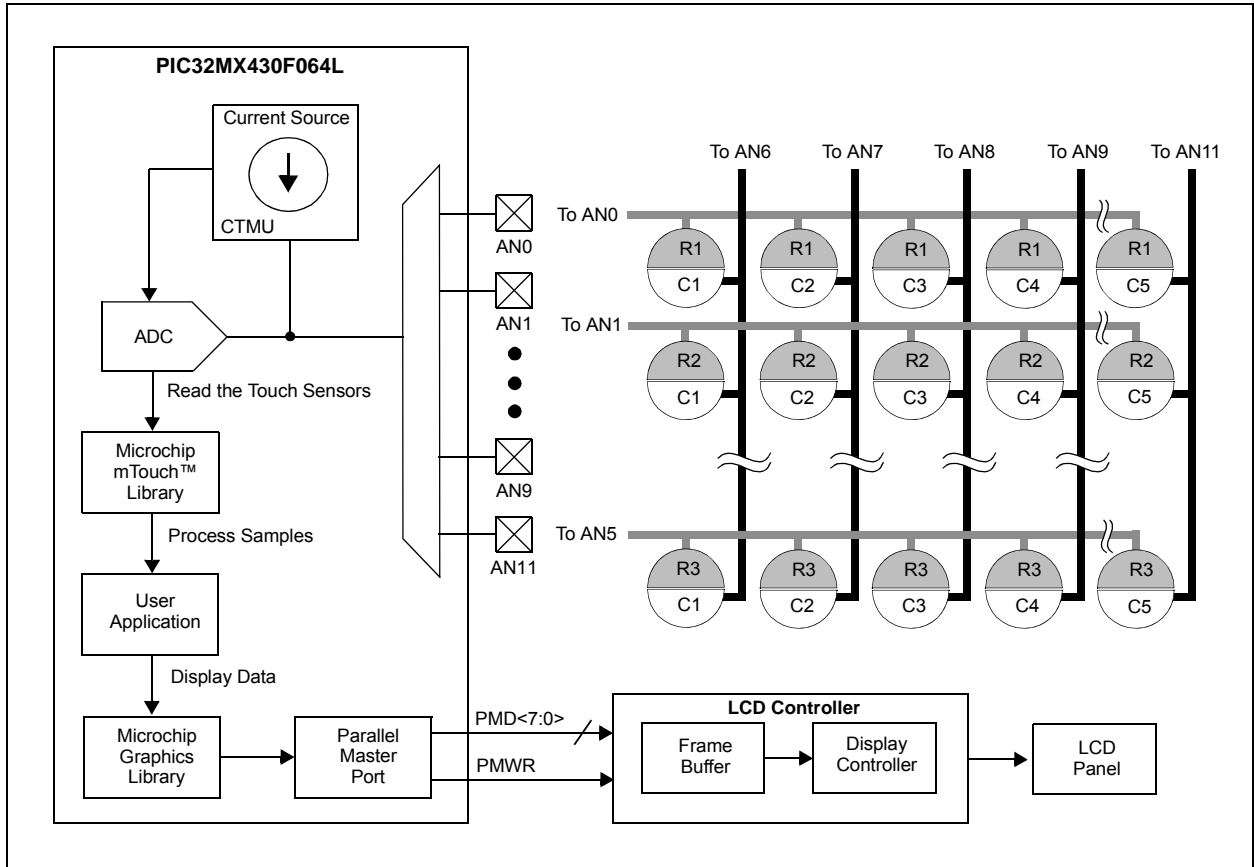 PIC32MX430F064L
Current Source
CTMU
ADC
Read the Touch Sensors
Microchip
mTouch™
Library
Process Samples
User
Application
Display Data
Microchip
Graphics
Library
Parallel
Master
Port
AN0
AN1
AN9
AN11
To AN6
To AN7
To AN8
To AN9
To AN11
To AN0
R1 R1 R1 R1 R1
C1 C2 C3 C4 C5
To AN1
R2 R2 R2 R2 R2
C1 C2 C3 C4 C5
To AN5
R3 R3 R3 R3 R3
C1 C2 C3 C4 C5
PMD<7:0>
PMWR
LCD Controller
Frame
Buffer
Display
Controller
LCD
Panel